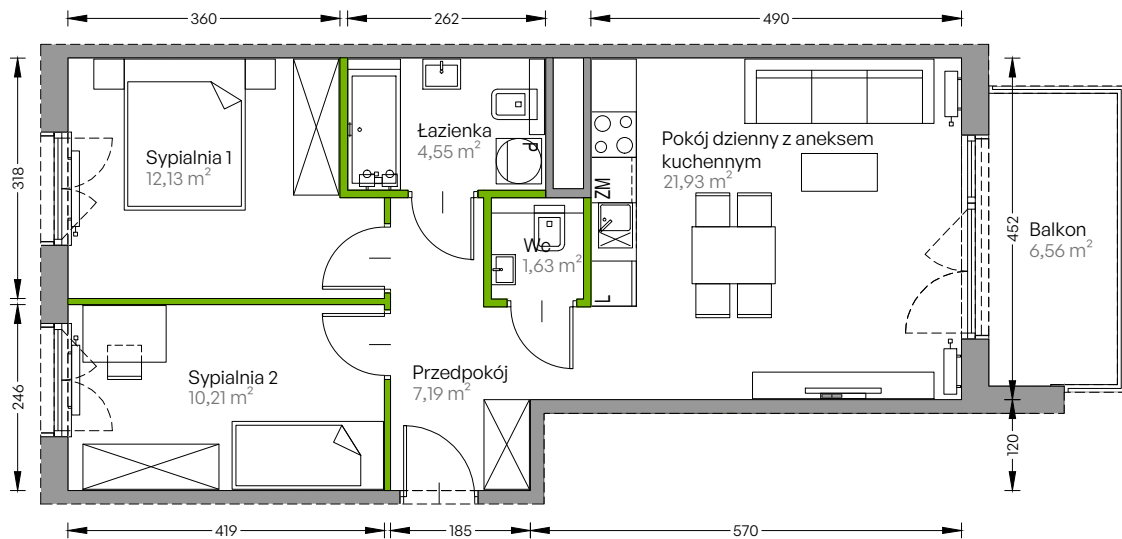 360
262
490
318
Sypialnia 1
12,13 m²
Łazienka
4,55 m²
P
Pokój dzienny z aneksem
kuchennym
21,93 m²
ZM
Wc
1,63 m²
L
452
Balkon
6,56 m²
246
Sypialnia 2
10,21 m²
Przedpokój
7,19 m²
120
419
185
570